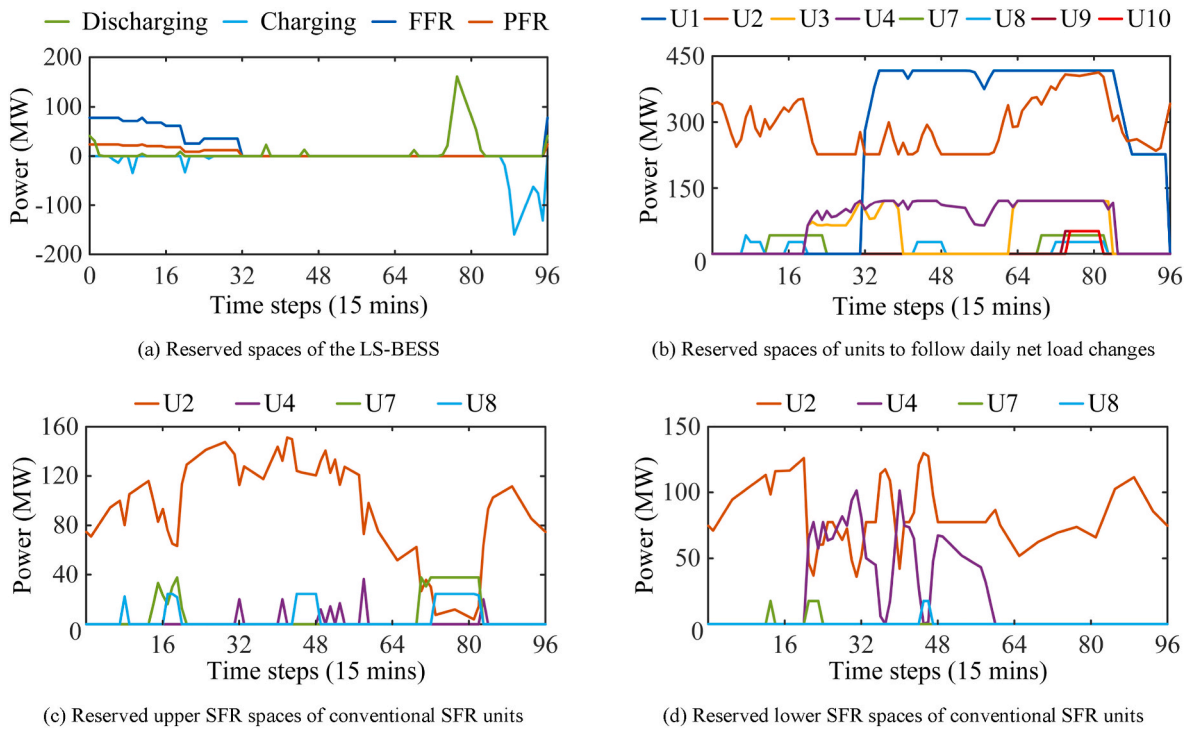 Discharging Charging FFR PFR
Power (MW)
200
100
0
-100
-200
0 16 32 48 64 80 96
Time steps (15 mins)
(a) Reserved spaces of the LS-BESS
U1 U2 U3 U4 U7 U8 U9 U10
Power (MW)
450
300
150
0
16 32 48 64 80 96
Time steps (15 mins)
(b) Reserved spaces of units to follow daily net load changes
U2 U4 U7 U8
Power (MW)
160
120
80
40
0
16 32 48 64 80 96
Time steps (15 mins)
(c) Reserved upper SFR spaces of conventional SFR units
U2 U4 U7 U8
Power (MW)
150
100
50
0
16 32 48 64 80 96
Time steps (15 mins)
(d) Reserved lower SFR spaces of conventional SFR units